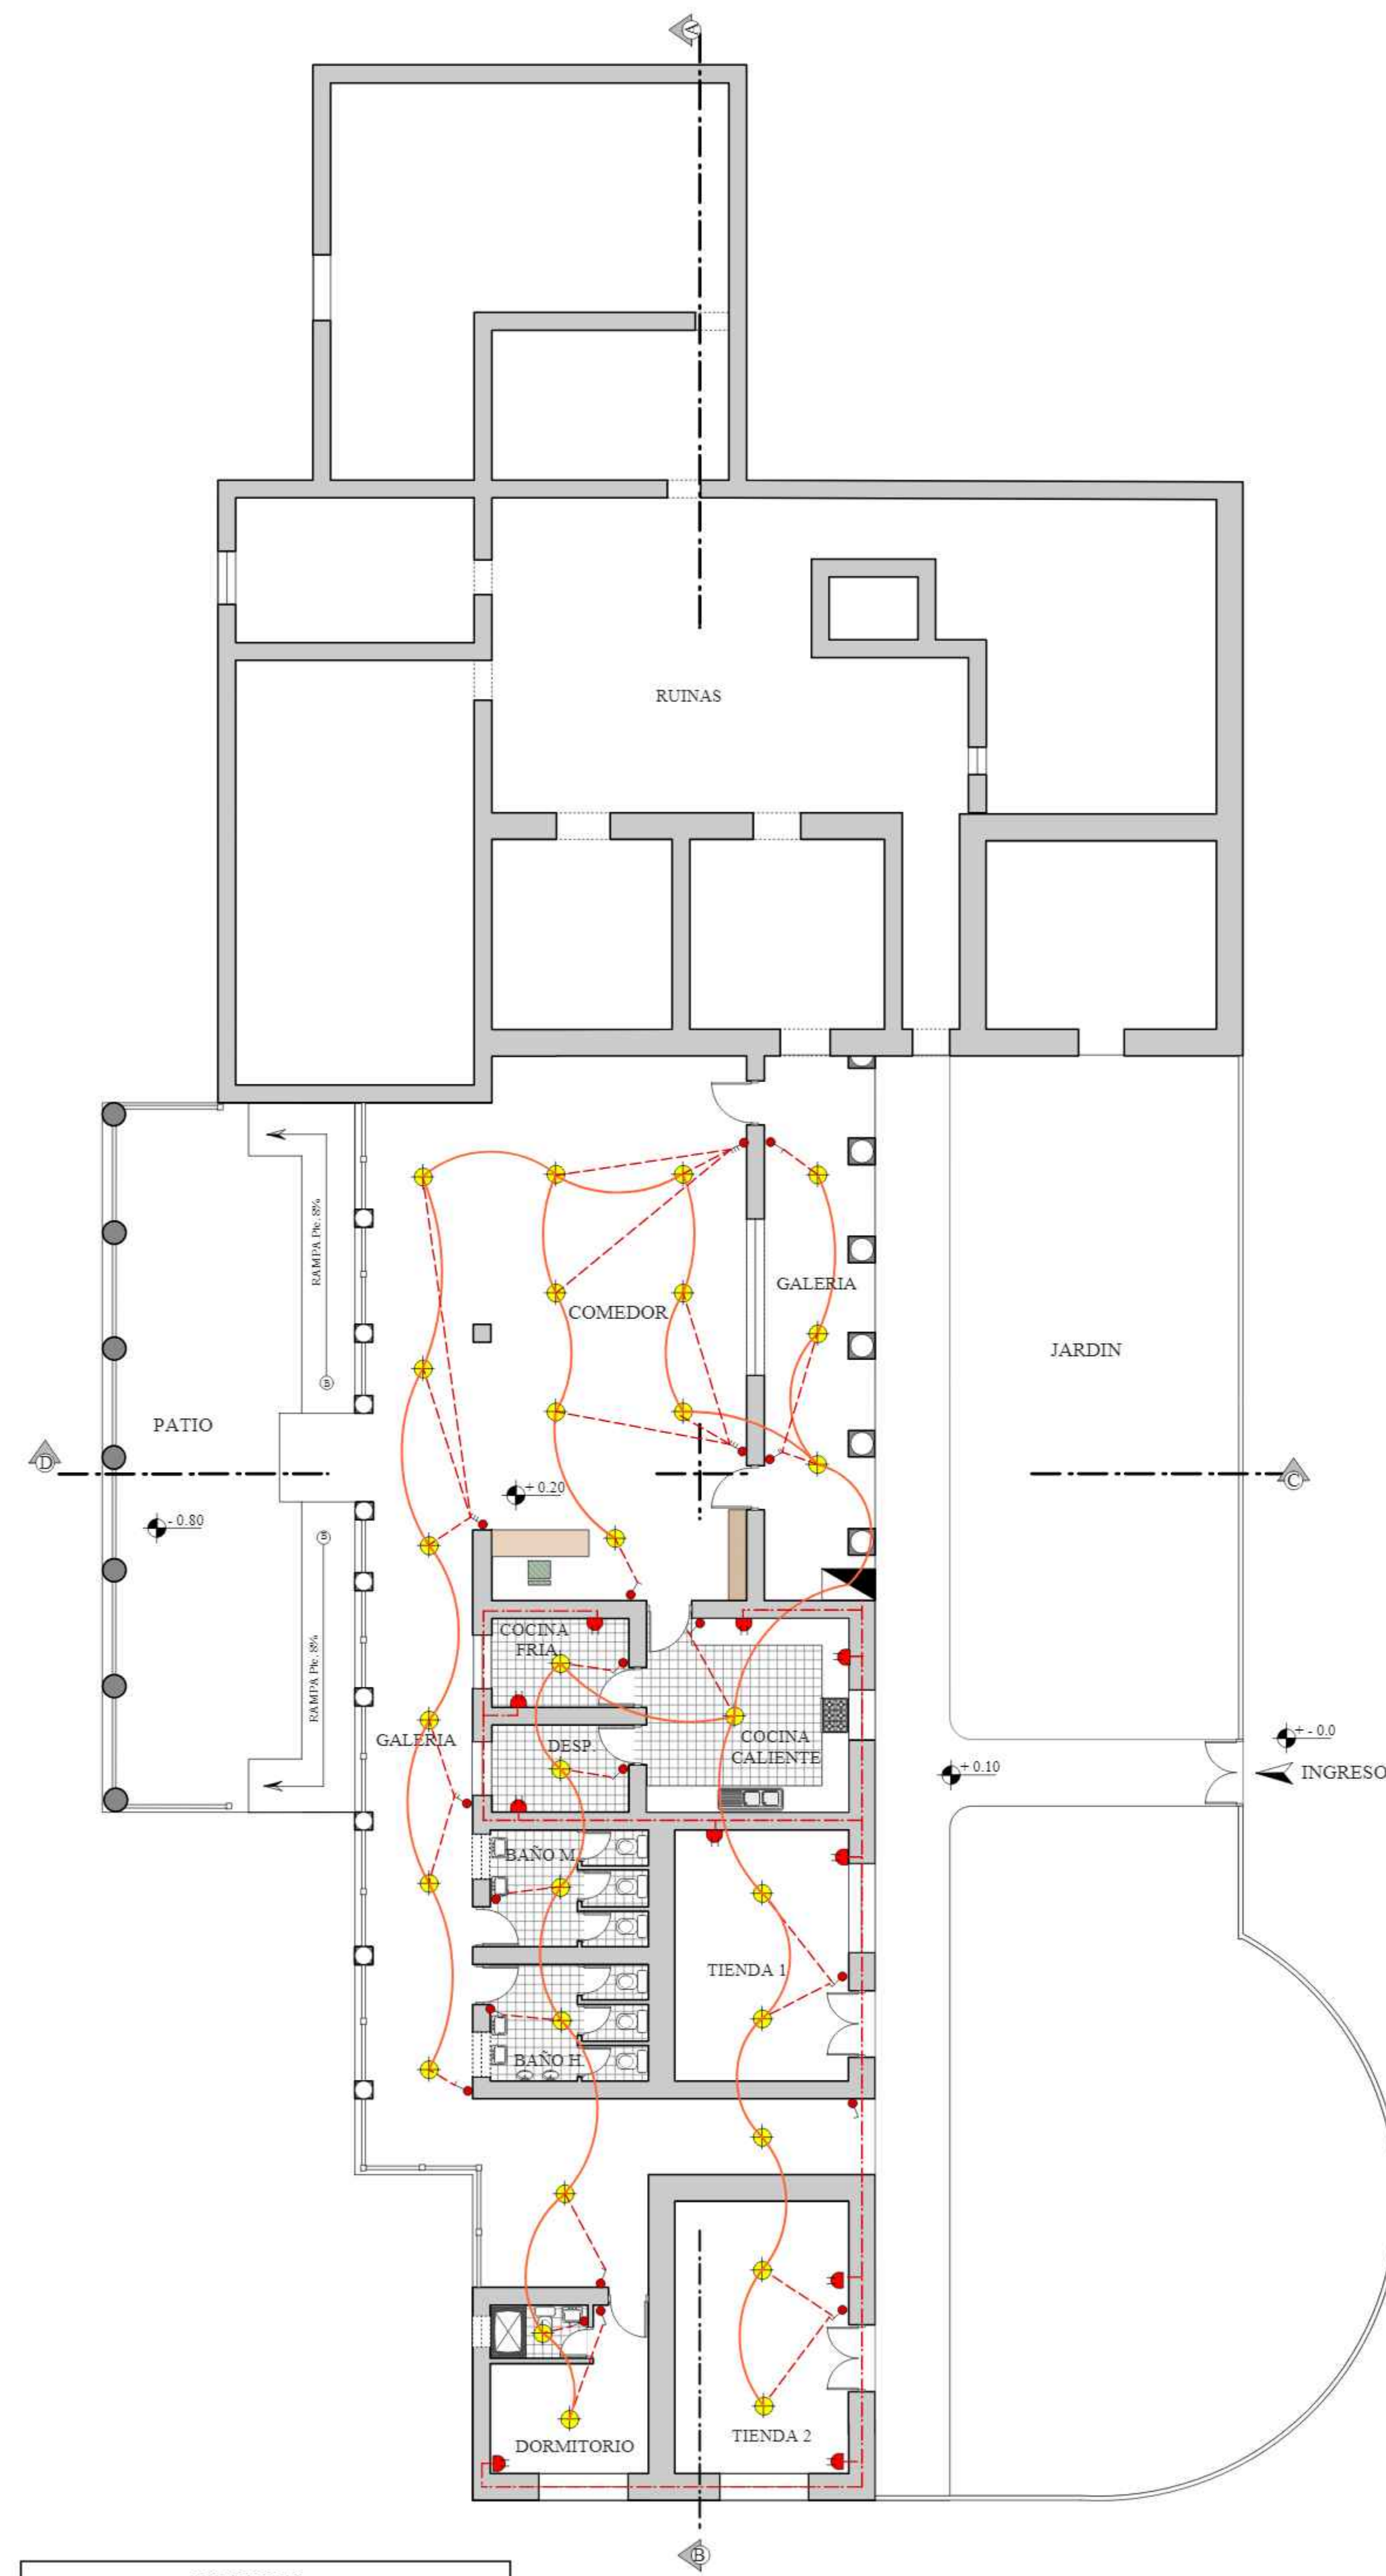 A
RUINAS
RAMPA Pte. 8%
GALERIA
COMEDOR
JARDIN
S
PATIO
D
C
+ 0.20
- 0.80
S
COCINA
FRIA
RAMPA Pte. 8%
GALERIA
DESP.
COCINA
CALIENTE
+ - 0.0
+ 0.10
INGRESO
BAÑO M.
TIENDA 1
BAÑO H.
TIENDA 2
DORMITORIO
B